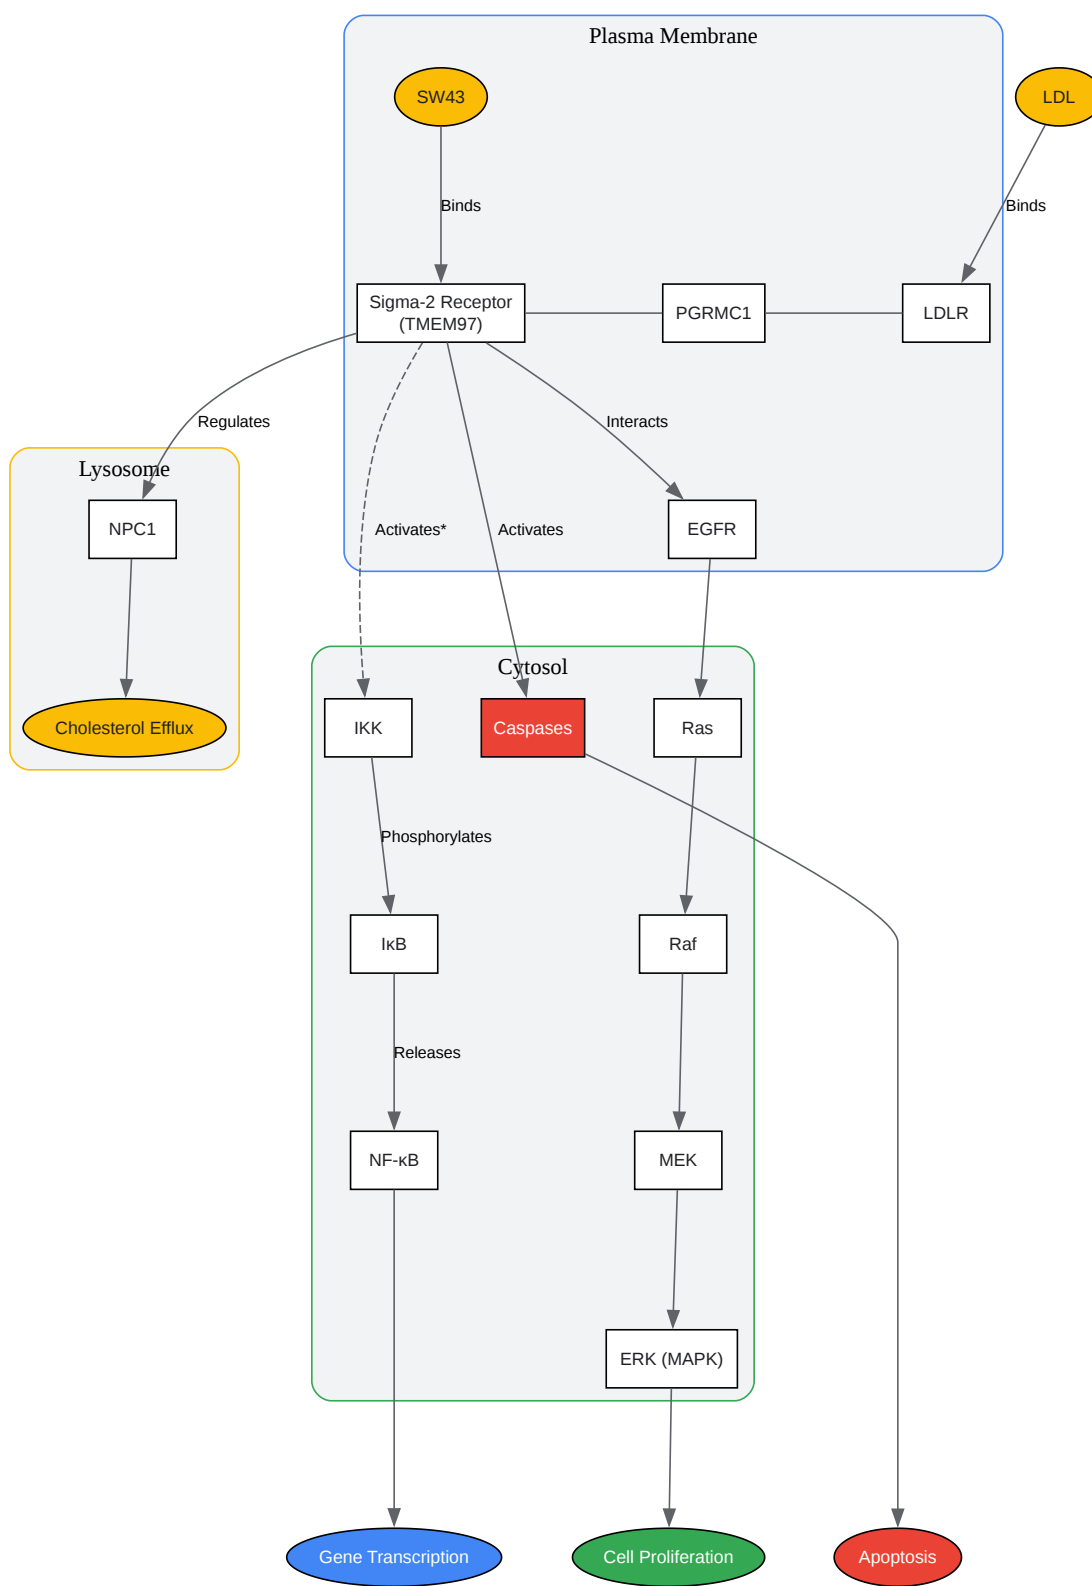 Plasma Membrane
SW43
LDL
Binds
Binds
Sigma-2 Receptor
(TMEM97)
PGRMC1
LDLR
Regulates
Interacts
Lysosome
NPC1
Activates*
Activates
EGFR
Cytosol
Cholesterol Efflux
IKK
Caspases
Ras
Phosphorylates
IκB
Raf
Releases
NF-κB
MEK
ERK (MAPK)
Gene Transcription
Cell Proliferation
Apoptosis